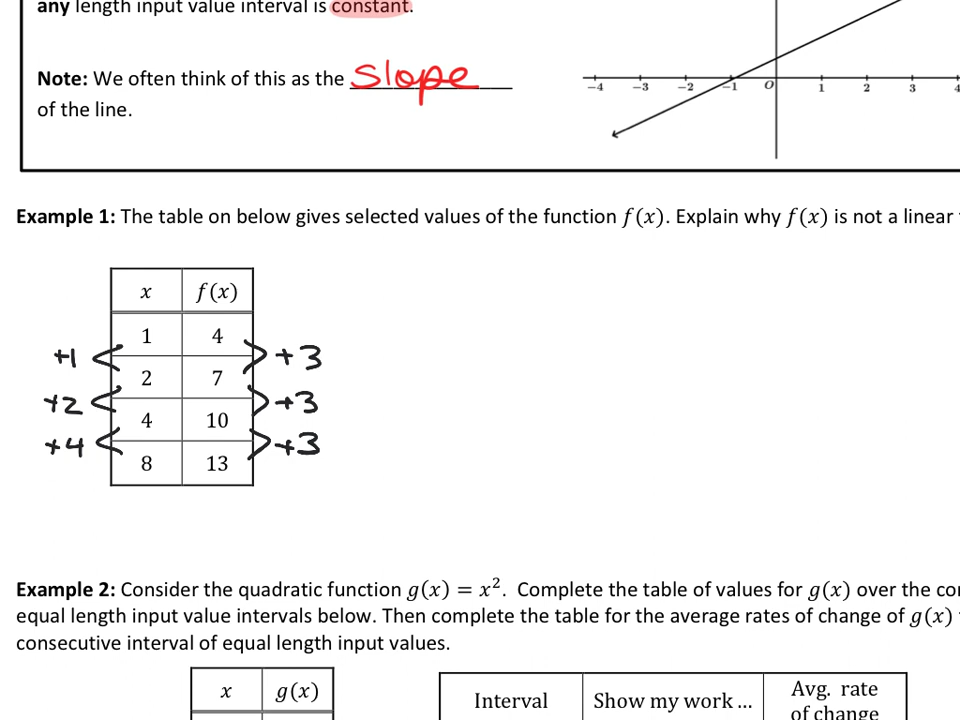 any length input value interval is constant.
Note: We often think of this as the slope
of the line.
-4 -3 -2 -1 O 1 2 3 4
Example 1: The table on below gives selected values of the function f(x). Explain why f(x) is not a linear
x f(x)
1 4
+1 +3
2 7
+2 +3
4 10
+4 +3
8 13
Example 2: Consider the quadratic function g(x) = x². Complete the table of values for g(x) over the
equal length input value intervals below. Then complete the table for the average rates of change of g(x)
consecutive interval of equal length input values.
x g(x)
Interval Show my work ... Avg. rate
of change